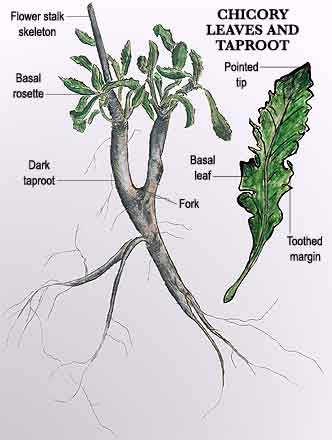 CHICORY
LEAVES AND
TAPROOT
Flower stalk
skeleton
Basal
rosette
Dark
taproot
Fork
Pointed
tip
Basal
leaf
Toothed
margin